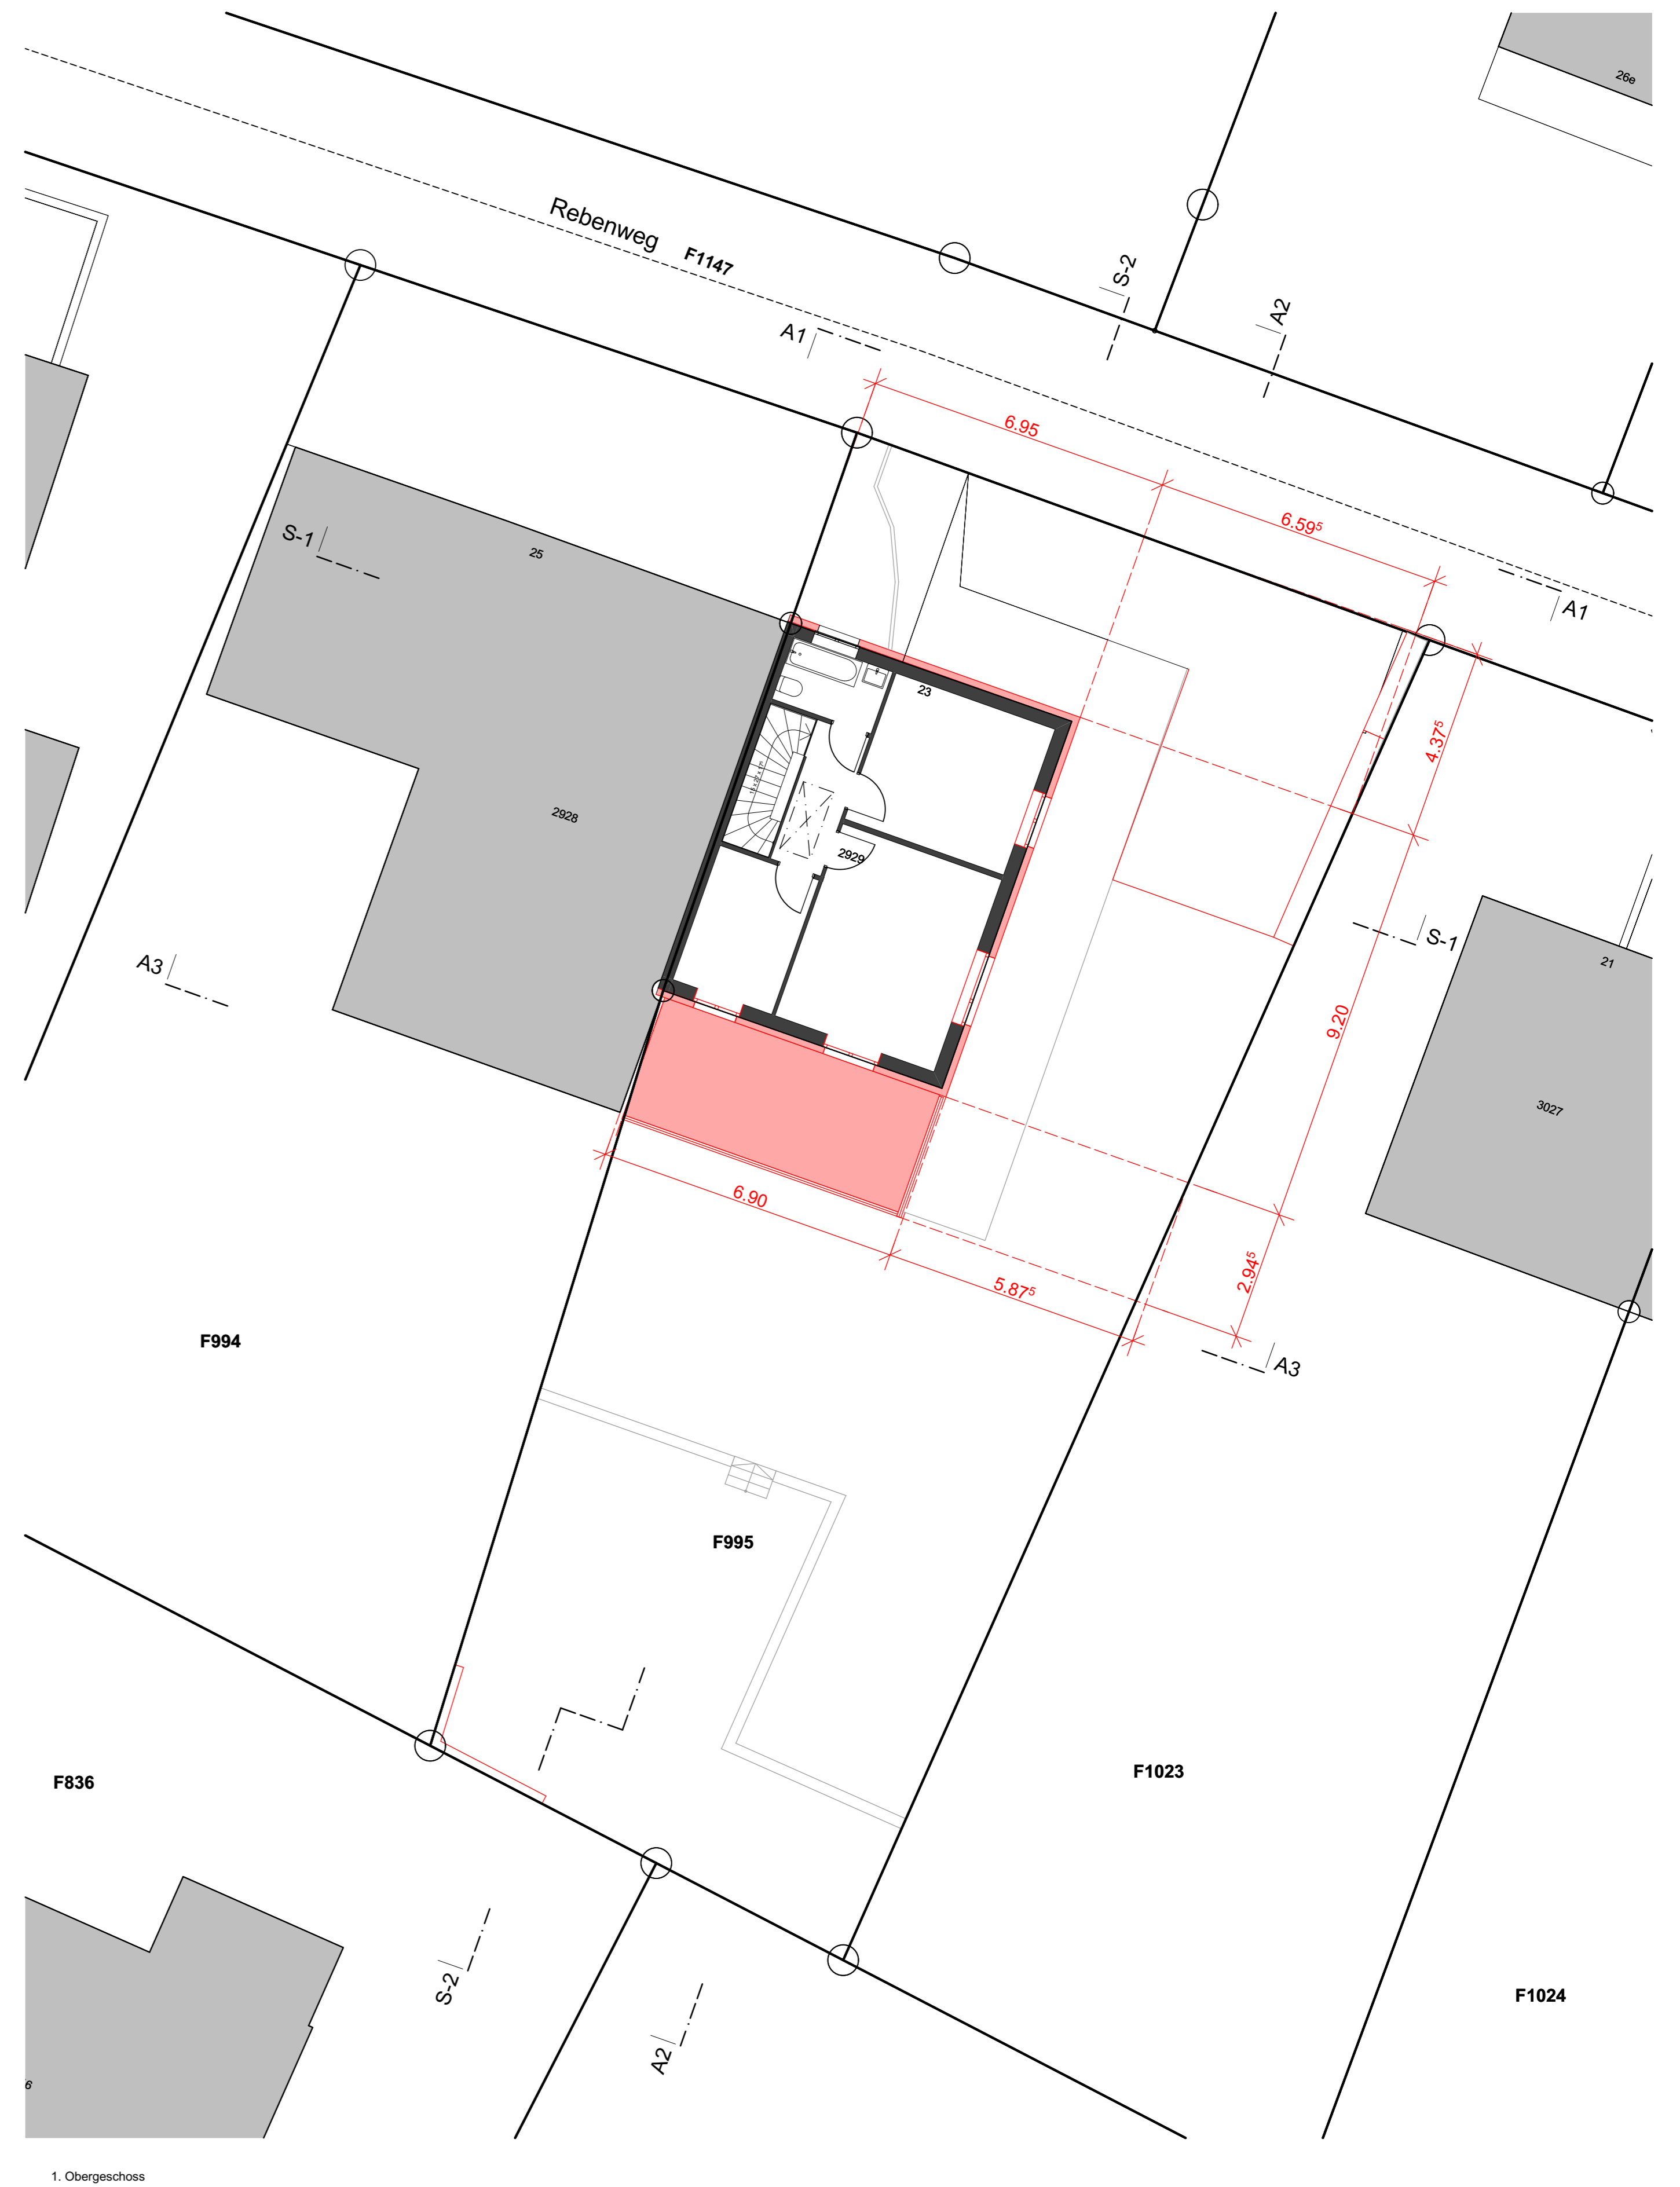 26e
Rebenweg
F1147
S-2
A2
A1
6.95
6.59⁵
S-1
25
A1
23
4.37⁵
2928
2929
S-1
21
A3
9.20
3027
6.90
5.87⁵
2.94⁵
A3
F994
F995
F836
F1023
S-2
A2
F1024
6
1. Obergeschoss